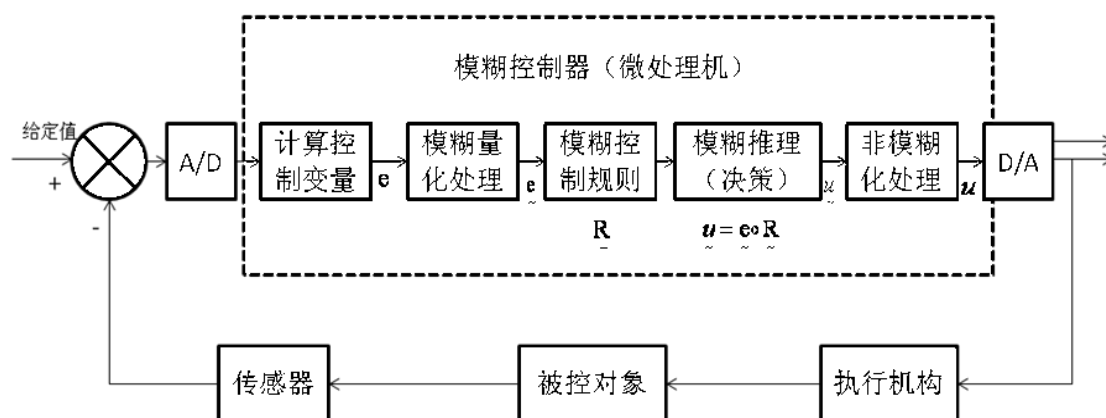 模糊控制器（微处理机）
给定值
+
-
A/D
计算控
制变量
e
模糊量
化处理
e
~
模糊控
制规则
R
-
模糊推理
（决策）
u = e∘R
~ ~ ~
u
~
非模糊
化处理
u
D/A
传感器
被控对象
执行机构